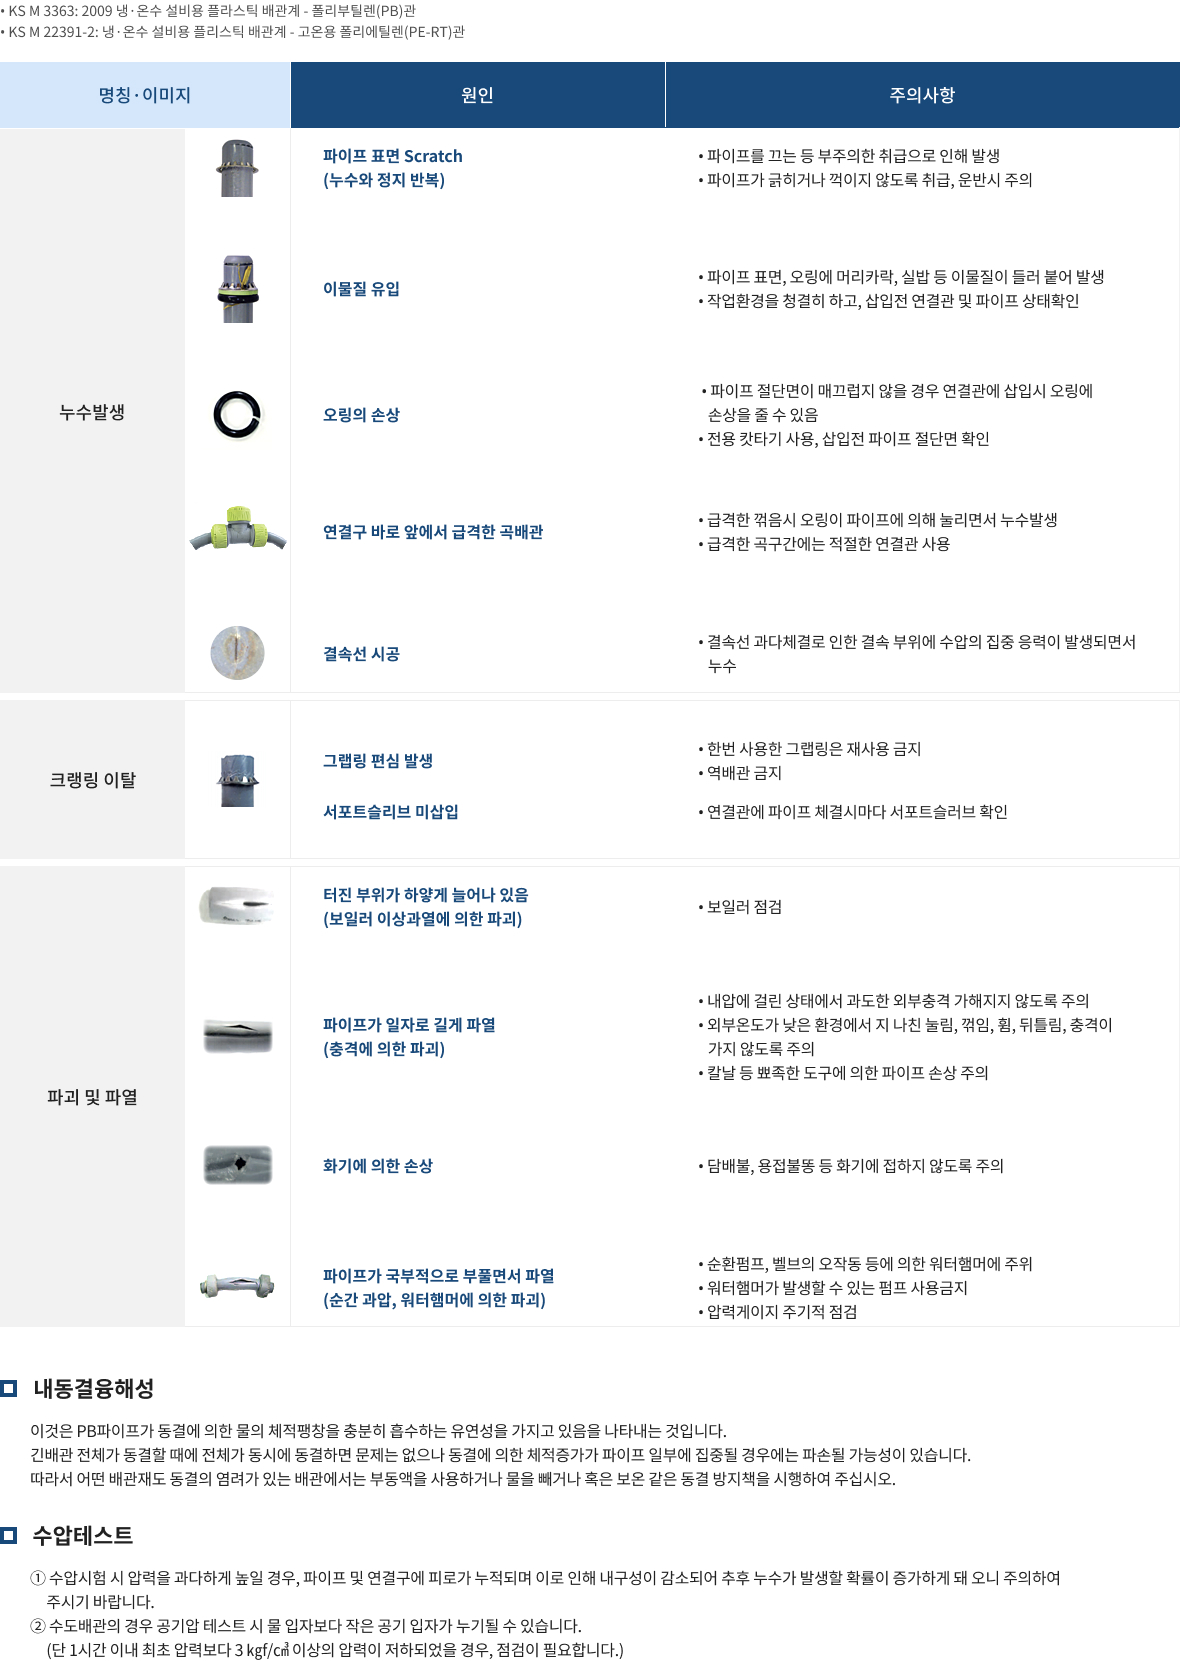 • KS M 3363: 2009 냉·온수 설비용 플라스틱 배관계 - 폴리부틸렌(PB)관
• KS M 22391-2: 냉·온수 설비용 플리스틱 배관계 - 고온용 폴리에틸렌(PE-RT)관
명칭·이미지
원인
주의사항
누수발생
파이프 표면 Scratch
(누수와 정지 반복)
• 파이프를 끄는 등 부주의한 취급으로 인해 발생
• 파이프가 긁히거나 꺽이지 않도록 취급, 운반시 주의
이물질 유입
• 파이프 표면, 오링에 머리카락, 실밥 등 이물질이 들러 붙어 발생
• 작업환경을 청결히 하고, 삽입전 연결관 및 파이프 상태확인
오링의 손상
• 파이프 절단면이 매끄럽지 않을 경우 연결관에 삽입시 오링에
손상을 줄 수 있음
• 전용 캇타기 사용, 삽입전 파이프 절단면 확인
연결구 바로 앞에서 급격한 곡배관
• 급격한 꺾음시 오링이 파이프에 의해 눌리면서 누수발생
• 급격한 곡구간에는 적절한 연결관 사용
결속선 시공
• 결속선 과다체결로 인한 결속 부위에 수압의 집중 응력이 발생되면서
누수
크랭링 이탈
그랩링 편심 발생
• 한번 사용한 그랩링은 재사용 금지
• 역배관 금지
서포트슬리브 미삽입
• 연결관에 파이프 체결시마다 서포트슬러브 확인
파괴 및 파열
터진 부위가 하얗게 늘어나 있음
(보일러 이상과열에 의한 파괴)
• 보일러 점검
파이프가 일자로 길게 파열
(충격에 의한 파괴)
• 내압에 걸린 상태에서 과도한 외부충격 가해지지 않도록 주의
• 외부온도가 낮은 환경에서 지 나친 눌림, 꺾임, 휨, 뒤틀림, 충격이
가지 않도록 주의
• 칼날 등 뾰족한 도구에 의한 파이프 손상 주의
화기에 의한 손상
• 담배불, 용접불똥 등 화기에 접하지 않도록 주의
파이프가 국부적으로 부풀면서 파열
(순간 과압, 워터햄머에 의한 파괴)
• 순환펌프, 벨브의 오작동 등에 의한 워터햄머에 주위
• 워터햄머가 발생할 수 있는 펌프 사용금지
• 압력게이지 주기적 점검
내동결융해성
이것은 PB파이프가 동결에 의한 물의 체적팽창을 충분히 흡수하는 유연성을 가지고 있음을 나타내는 것입니다.
긴배관 전체가 동결할 때에 전체가 동시에 동결하면 문제는 없으나 동결에 의한 체적증가가 파이프 일부에 집중될 경우에는 파손될 가능성이 있습니다.
따라서 어떤 배관재도 동결의 염려가 있는 배관에서는 부동액을 사용하거나 물을 빼거나 혹은 보온 같은 동결 방지책을 시행하여 주십시오.
수압테스트
① 수압시험 시 압력을 과다하게 높일 경우, 파이프 및 연결구에 피로가 누적되며 이로 인해 내구성이 감소되어 추후 누수가 발생할 확률이 증가하게 돼 오니 주의하여
주시기 바랍니다.
② 수도배관의 경우 공기압 테스트 시 물 입자보다 작은 공기 입자가 누기될 수 있습니다.
(단 1시간 이내 최초 압력보다 3 kgf/c㎥ 이상의 압력이 저하되었을 경우, 점검이 필요합니다.)